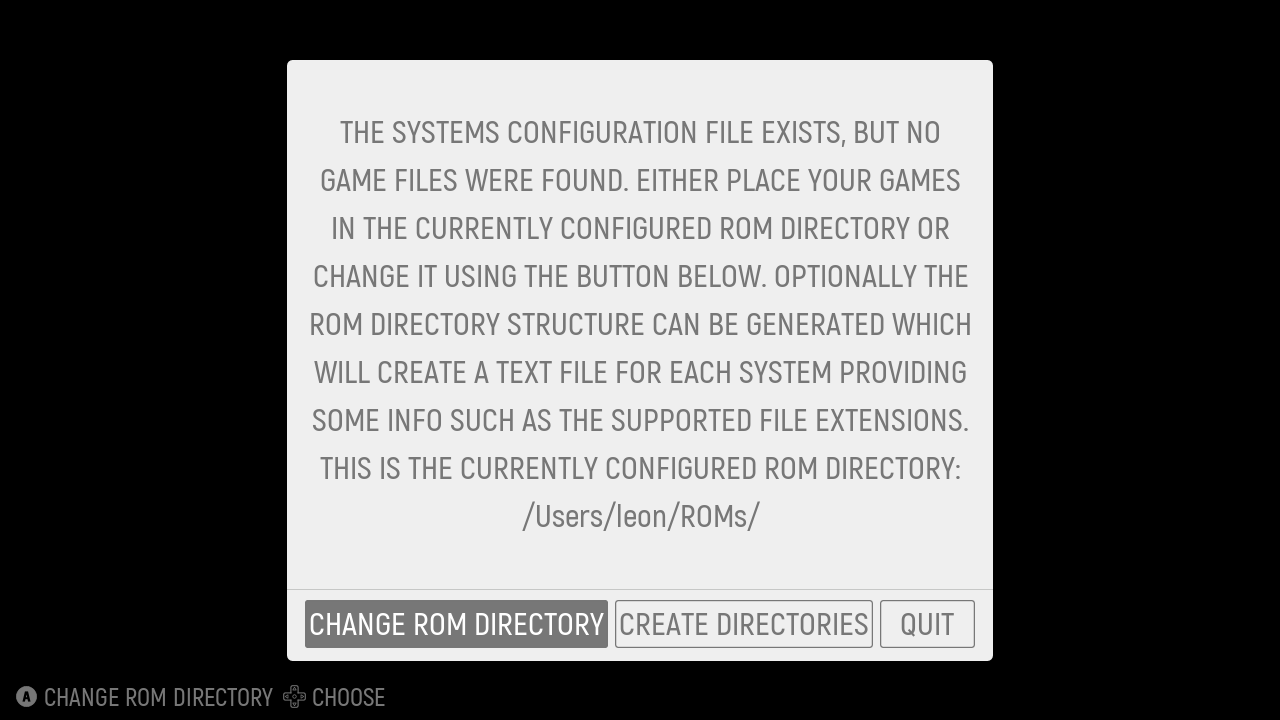 THE SYSTEMS CONFIGURATION FILE EXISTS, BUT NO
GAME FILES WERE FOUND. EITHER PLACE YOUR GAMES
IN THE CURRENTLY CONFIGURED ROM DIRECTORY OR
CHANGE IT USING THE BUTTON BELOW. OPTIONALLY THE
ROM DIRECTORY STRUCTURE CAN BE GENERATED WHICH
WILL CREATE A TEXT FILE FOR EACH SYSTEM PROVIDING
SOME INFO SUCH AS THE SUPPORTED FILE EXTENSIONS.
THIS IS THE CURRENTLY CONFIGURED ROM DIRECTORY:
/Users/leon/ROMs/
CHANGE ROM DIRECTORY CREATE DIRECTORIES QUIT
A CHANGE ROM DIRECTORY CHOOSE